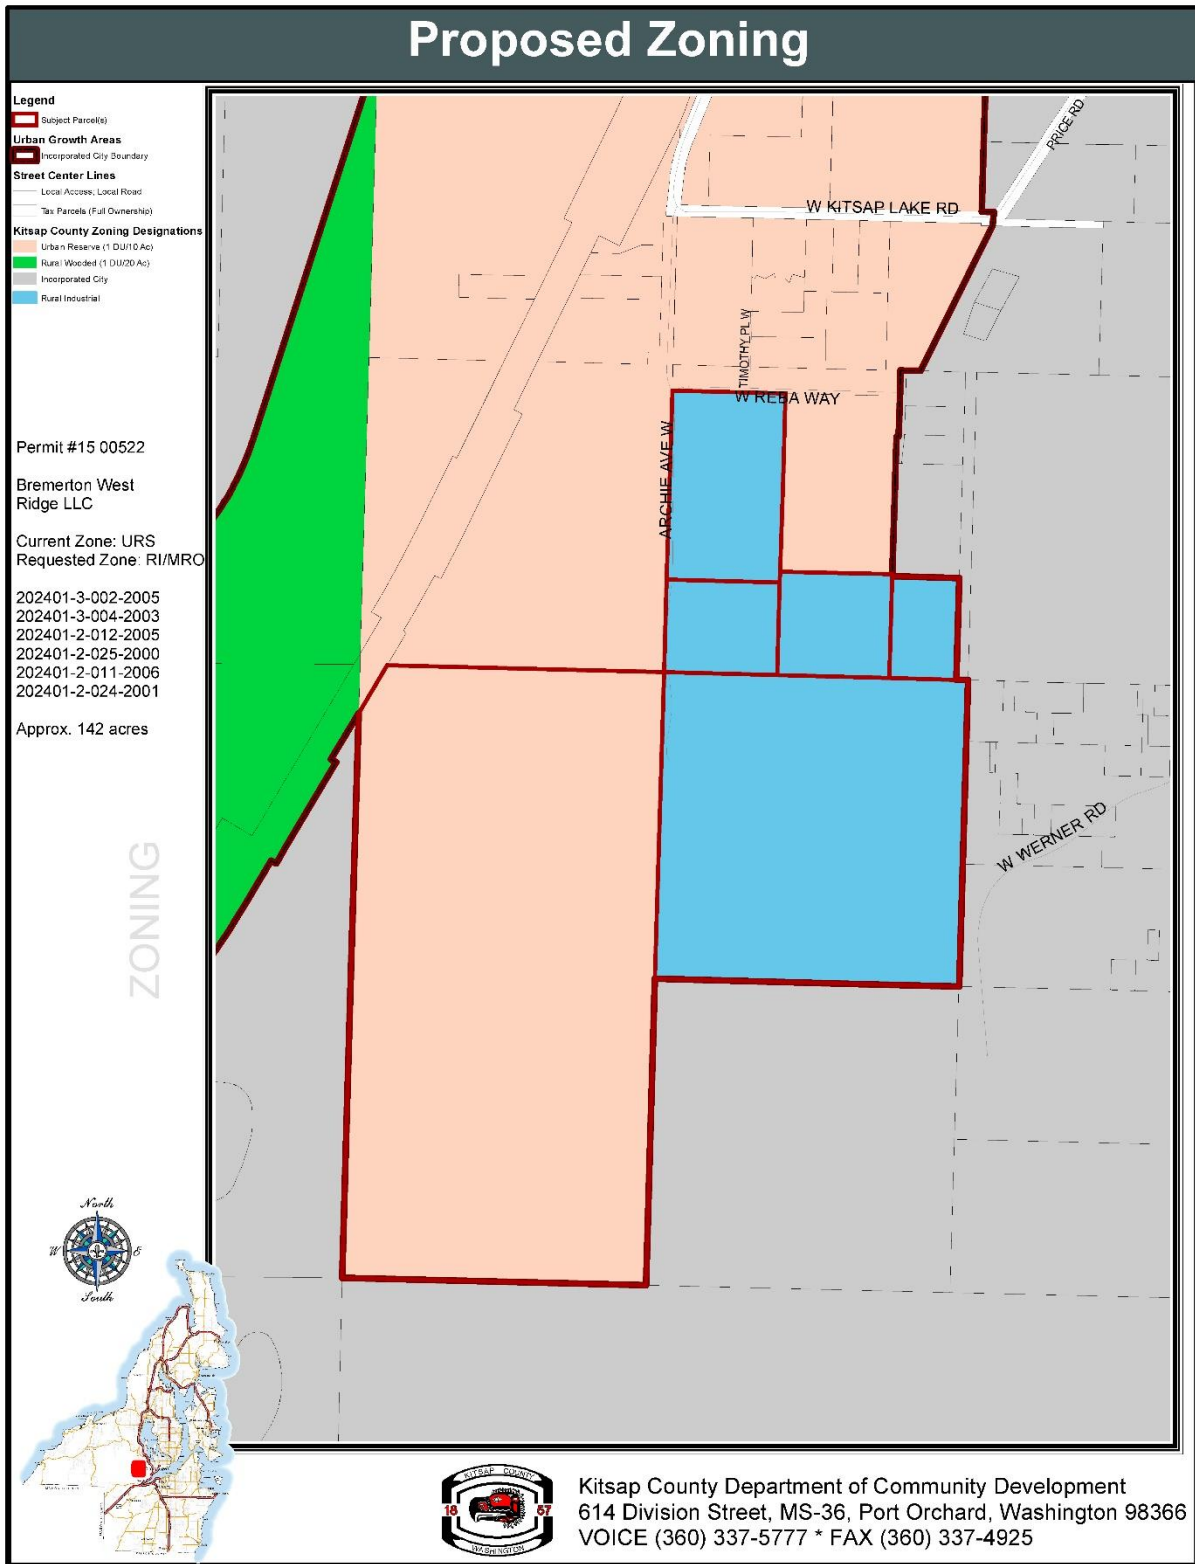 Proposed Zoning
Legend
Subject Parcel(s)
Urban Growth Areas
Incorporated City Boundary
Street Center Lines
Local Access; Local Road
Tax Parcels (Full Ownership)
Kitsap County Zoning Designations
Urban Reserve (1 DU/10 Ac)
Rural Wooded (1 DU/20 Ac)
Incorporated City
Rural Industrial
Permit #15 00522
Bremerton West
Ridge LLC
Current Zone: URS
Requested Zone: RI/MRO
202401-3-002-2005
202401-3-004-2003
202401-2-012-2005
202401-2-025-2000
202401-2-011-2006
202401-2-024-2001
Approx. 142 acres
ZONING
PRICE RD
W KITSAP LAKE RD
TIMOTHY PL W
W REBA WAY
ARCHIE AVE W
W WERNER RD
North
W
E
South
KITSAP COUNTY
18
57
WASHINGTON
Kitsap County Department of Community Development
614 Division Street, MS-36, Port Orchard, Washington 98366
VOICE (360) 337-5777 * FAX (360) 337-4925